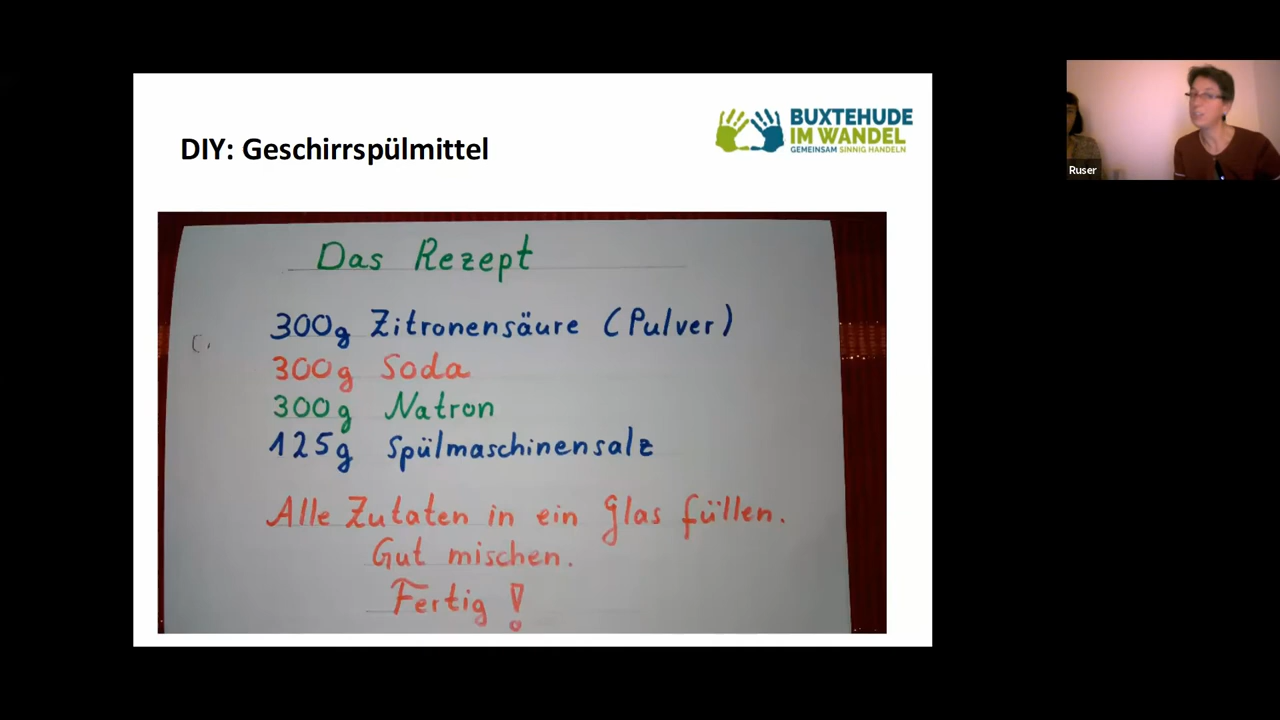 DIY: Geschirrspülmittel
BUXTEHUDE
IM WANDEL
GEMEINSAM SINNIG HANDELN
Das Rezept
300g Zitronensäure (Pulver)
300g Soda
300g Natron
125g Spülmaschinensalz
Alle Zutaten in ein Glas füllen.
Gut mischen.
Fertig!
Ruser